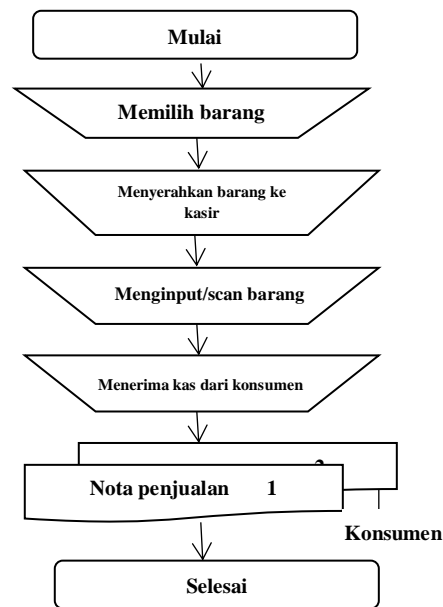 Mulai
Memilih barang
Menyerahkan barang ke
kasir
Menginput/scan barang
Menerima kas dari konsumen
Nota penjualan 1
Konsumen
Selesai